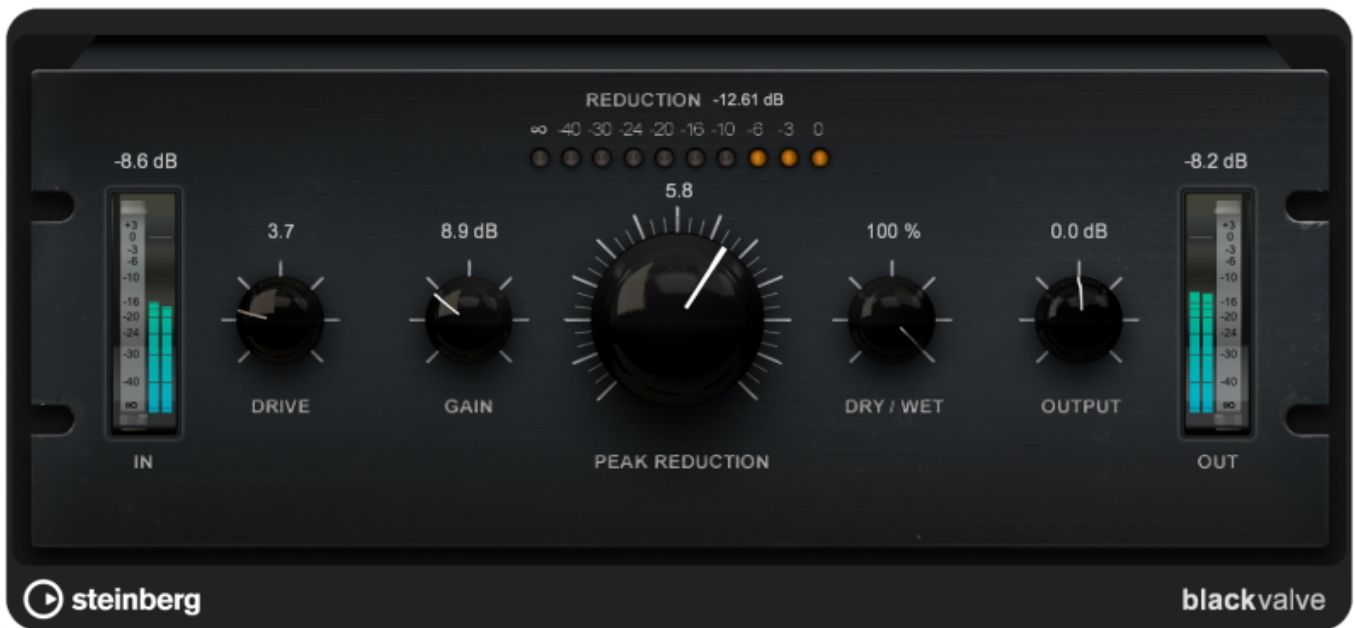 REDUCTION -12.61 dB
∞ -40 -30 -24 -20 -16 -10 -6 -3 0
-8.6 dB
-8.2 dB
5.8
3.7
8.9 dB
100 %
0.0 dB
+3
0
-3
-6
-10
-16
-20
-24
-30
-40
∞
+3
0
-3
-6
-10
-16
-20
-24
-30
-40
∞
DRIVE
GAIN
DRY / WET
OUTPUT
IN
PEAK REDUCTION
OUT
steinberg
blackvalve